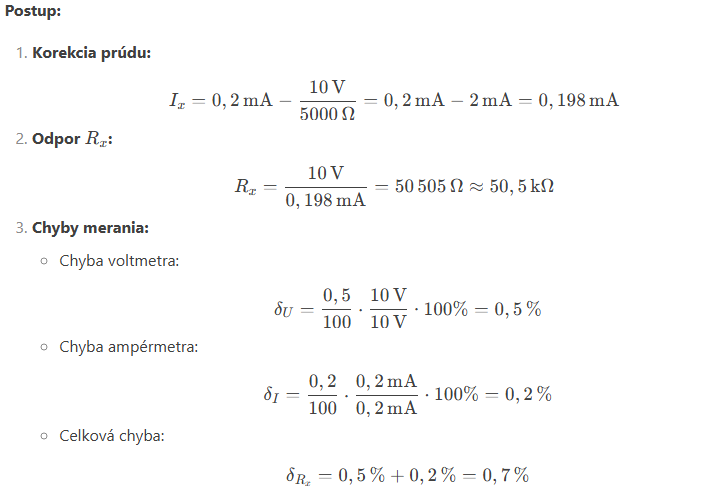 Postup:
1. Korekcia prúdu:
I_x = 0,2 mA − 10 V / 5000 Ω = 0,2 mA − 2 mA = 0,198 mA
2. Odpor R_x:
R_x = 10 V / 0,198 mA = 50 505 Ω ≈ 50,5 kΩ
3. Chyby merania:
○ Chyba voltmetra:
δ_U = 0,5 / 100 · 10 V / 10 V · 100% = 0,5 %
○ Chyba ampérmetra:
δ_I = 0,2 / 100 · 0,2 mA / 0,2 mA · 100% = 0,2 %
○ Celková chyba:
δ_{R_x} = 0,5 % + 0,2 % = 0,7 %